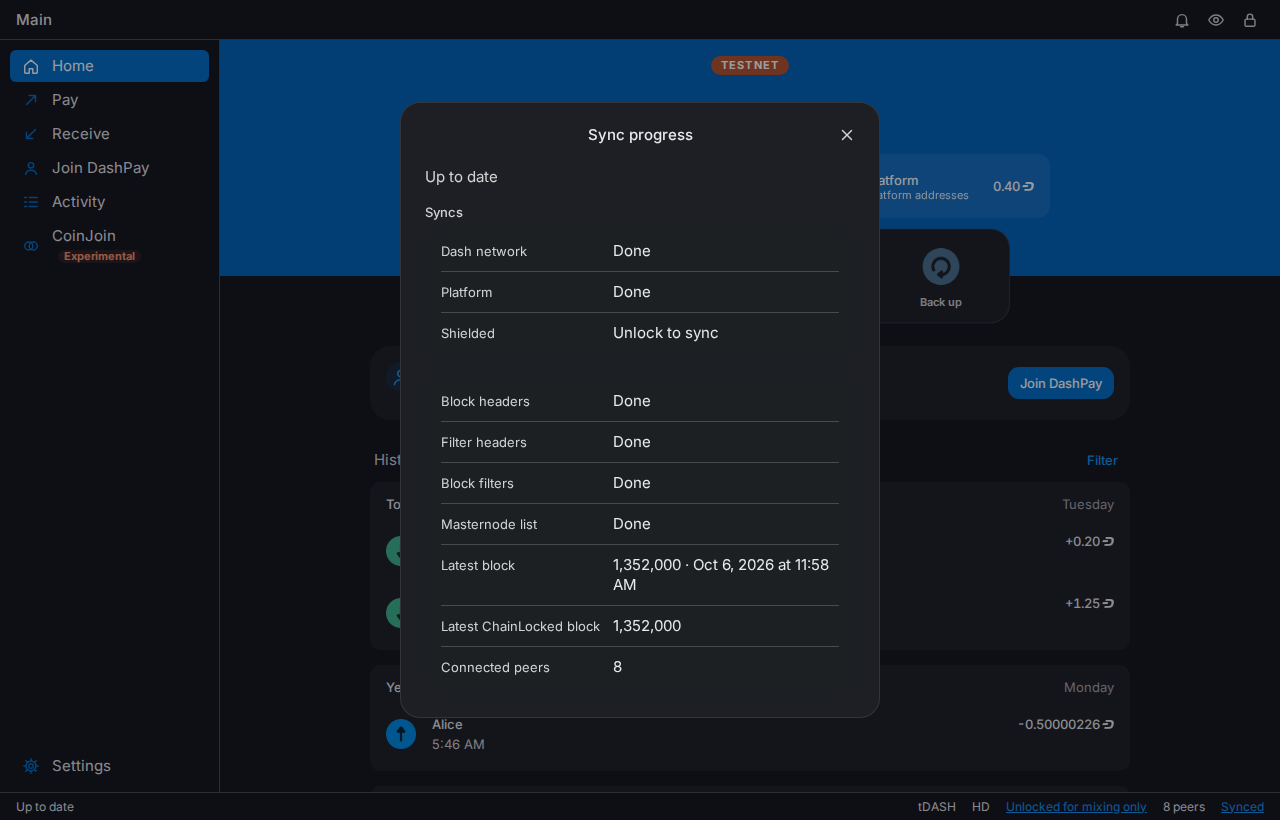 Main
Home
Pay
Receive
Join DashPay
Activity
CoinJoin
Experimental
Settings
TESTNET
atform
atform addresses
0.40
Back up
Join DashPay
Filter
Tuesday
+0.20
+1.25
Monday
Alice
-0.50000226
5:46 AM
Sync progress
Up to date
Syncs
Dash network Done
Platform Done
Shielded Unlock to sync
Block headers Done
Filter headers Done
Block filters Done
Masternode list Done
Latest block 1,352,000 · Oct 6, 2026 at 11:58
AM
Latest ChainLocked block 1,352,000
Connected peers 8
Up to date
tDASH HD Unlocked for mixing only 8 peers Synced